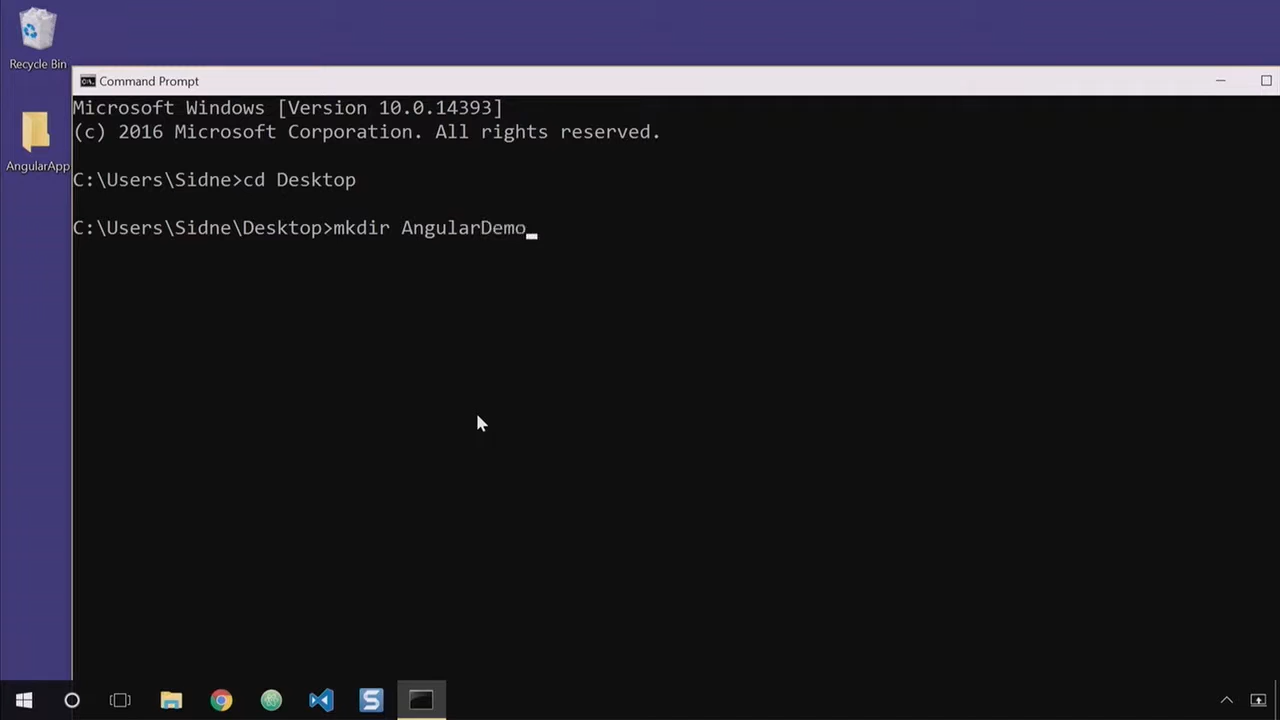 Recycle Bin
AngularApp
Command Prompt
Microsoft Windows [Version 10.0.14393]
(c) 2016 Microsoft Corporation. All rights reserved.
C:\Users\Sidne>cd Desktop
C:\Users\Sidne\Desktop>mkdir AngularDemo